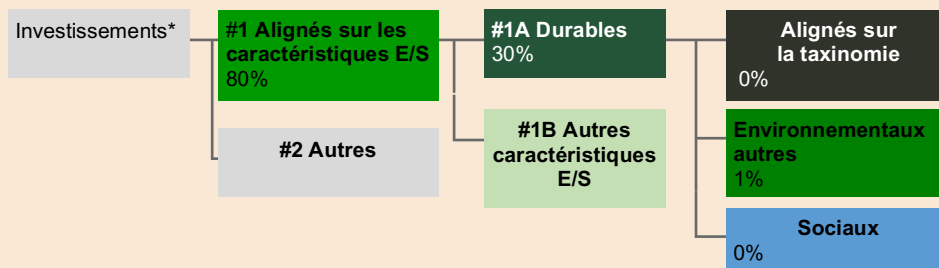 Investissements*
#1 Alignés sur les
caractéristiques E/S
80%
#2 Autres
#1A Durables
30%
#1B Autres
caractéristiques
E/S
Alignés sur
la taxinomie
0%
Environnementaux
autres
1%
Sociaux
0%